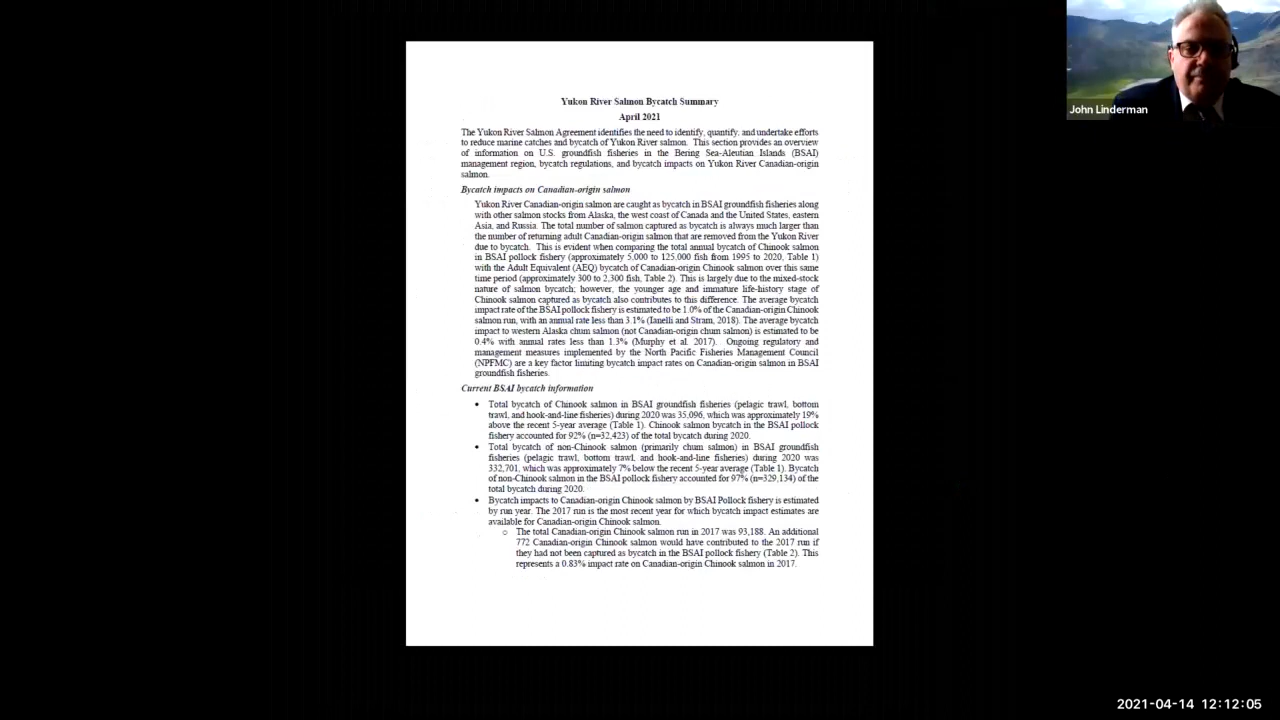 Yukon River Salmon Bycatch Summary
April 2021
The Yukon River Salmon Agreement identifies the need to identify, quantify, and undertake efforts
to reduce marine catches and bycatch of Yukon River salmon. This section provides an overview
of information on U.S. groundfish fisheries in the Bering Sea-Aleutian Islands (BSAI)
management region, bycatch regulations, and bycatch impacts on Yukon River Canadian-origin
salmon.
Bycatch impacts on Canadian-origin salmon
Yukon River Canadian-origin salmon are caught as bycatch in BSAI groundfish fisheries along
with other salmon stocks from Alaska, the west coast of Canada and the United States, eastern
Asia, and Russia. The total number of salmon captured as bycatch is always much larger than
the number of returning adult Canadian-origin salmon that are removed from the Yukon River
due to bycatch. This is evident when comparing the total annual bycatch of Chinook salmon
in BSAI pollock fishery (approximately 5,000 to 125,000 fish from 1995 to 2020, Table 1)
with the Adult Equivalent (AEQ) bycatch of Canadian-origin Chinook salmon over this same
time period (approximately 300 to 2,300 fish, Table 2). This is largely due to the mixed-stock
nature of salmon bycatch; however, the younger age and immature life-history stage of
Chinook salmon captured as bycatch also contributes to this difference. The average bycatch
impact rate of the BSAI pollock fishery is estimated to be 1.0% of the Canadian-origin Chinook
salmon run, with an annual rate less than 3.1% (Ianelli and Stram, 2018). The average bycatch
impact to western Alaska chum salmon (not Canadian-origin chum salmon) is estimated to be
0.4% with annual rates less than 1.3% (Murphy et al. 2017). Ongoing regulatory and
management measures implemented by the North Pacific Fisheries Management Council
(NPFMC) are a key factor limiting bycatch impact rates on Canadian-origin salmon in BSAI
groundfish fisheries.
Current BSAI bycatch information
• Total bycatch of Chinook salmon in BSAI groundfish fisheries (pelagic trawl, bottom
trawl, and hook-and-line fisheries) during 2020 was 35,096, which was approximately 19%
above the recent 5-year average (Table 1). Chinook salmon bycatch in the BSAI pollock
fishery accounted for 92% (n=32,423) of the total bycatch during 2020.
• Total bycatch of non-Chinook salmon (primarily chum salmon) in BSAI groundfish
fisheries (pelagic trawl, bottom trawl, and hook-and-line fisheries) during 2020 was
332,701, which was approximately 7% below the recent 5-year average (Table 1). Bycatch
of non-Chinook salmon in the BSAI pollock fishery accounted for 97% (n=329,134) of the
total bycatch during 2020.
• Bycatch impacts to Canadian-origin Chinook salmon by BSAI Pollock fishery is estimated
by run year. The 2017 run is the most recent year for which bycatch impact estimates are
available for Canadian-origin Chinook salmon.
○ The total Canadian-origin Chinook salmon run in 2017 was 93,188. An additional
772 Canadian-origin Chinook salmon would have contributed to the 2017 run if
they had not been captured as bycatch in the BSAI pollock fishery (Table 2). This
represents a 0.83% impact rate on Canadian-origin Chinook salmon in 2017.
John Linderman
2021-04-14 12:12:05